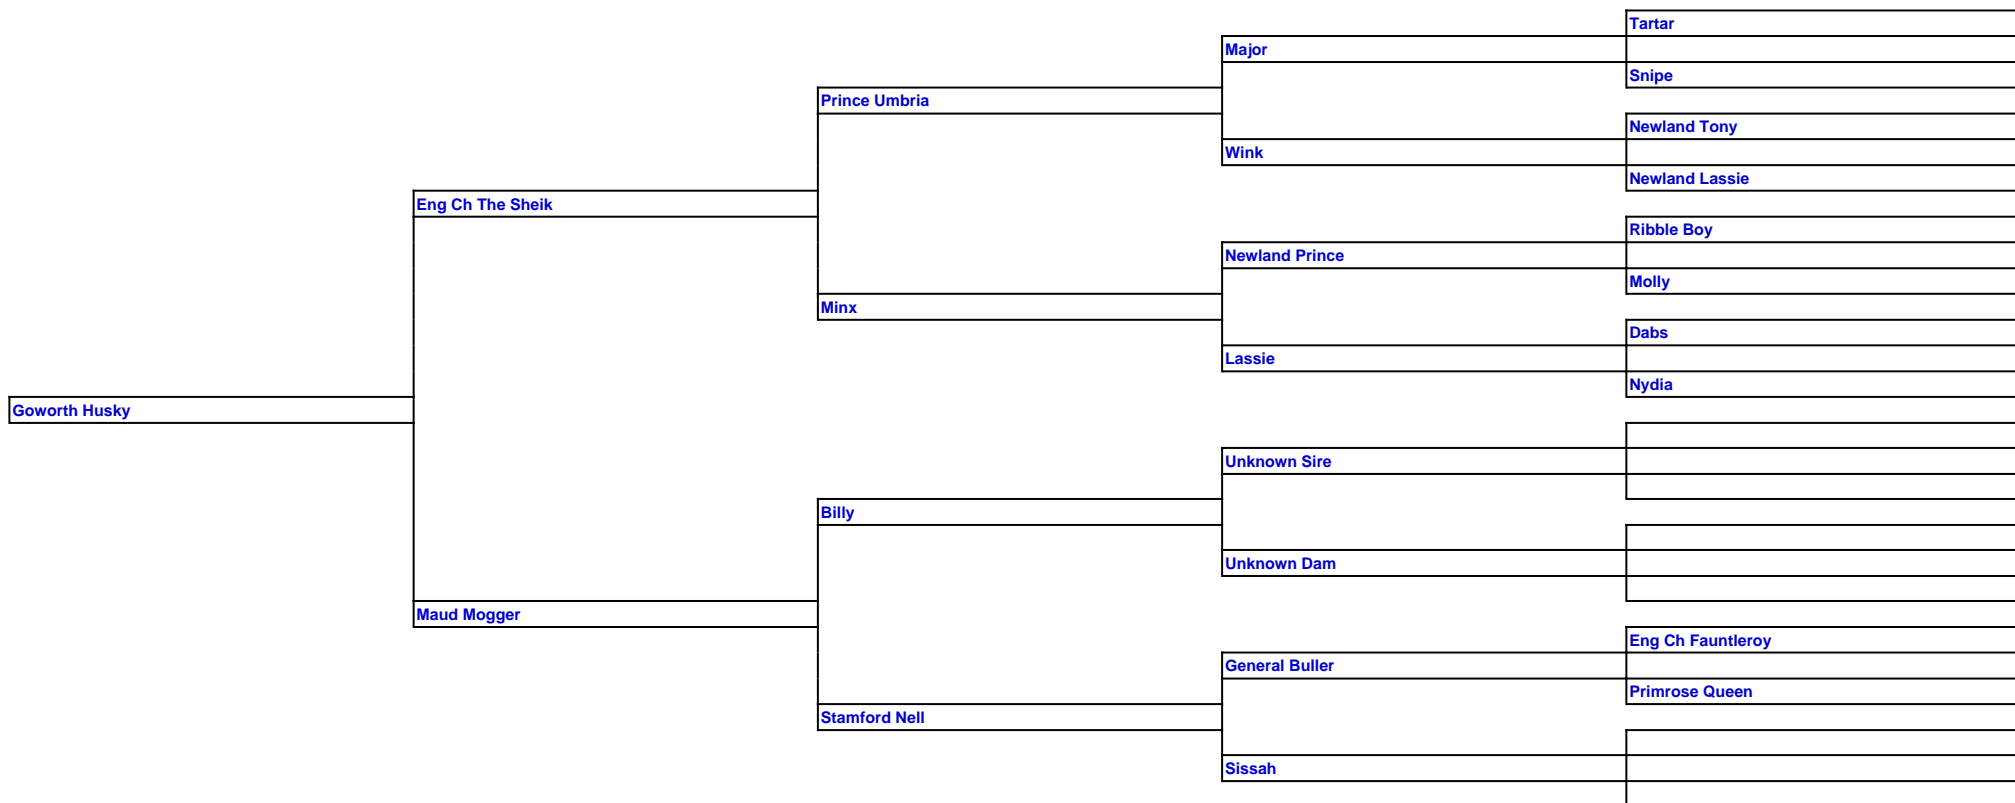 Tartar
Major
Snipe
Prince Umbria
Newland Tony
Wink
Newland Lassie
Eng Ch The Sheik
Ribble Boy
Newland Prince
Molly
Minx
Dabs
Lassie
Nydia
Goworth Husky
Unknown Sire
Billy
Unknown Dam
Maud Mogger
Eng Ch Fauntleroy
General Buller
Primrose Queen
Stamford Nell
Sissah